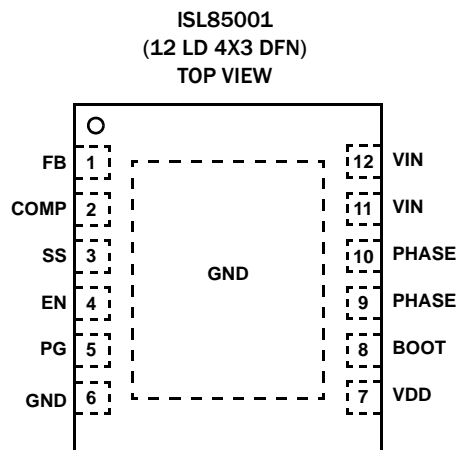 ISL85001
(12 LD 4X3 DFN)
TOP VIEW
FB 1
COMP 2
SS 3
EN 4
PG 5
GND 6
GND
12 VIN
11 VIN
10 PHASE
9 PHASE
8 BOOT
7 VDD